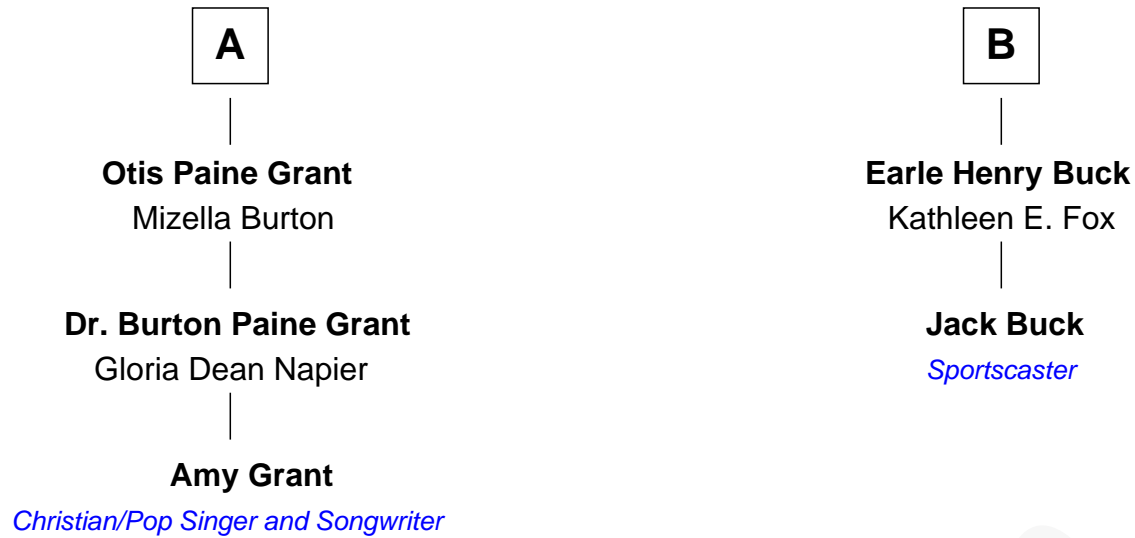 A
Otis Paine Grant
Mizella Burton
Dr. Burton Paine Grant
Gloria Dean Napier
Amy Grant
Christian/Pop Singer and Songwriter
B
Earle Henry Buck
Kathleen E. Fox
Jack Buck
Sportscaster